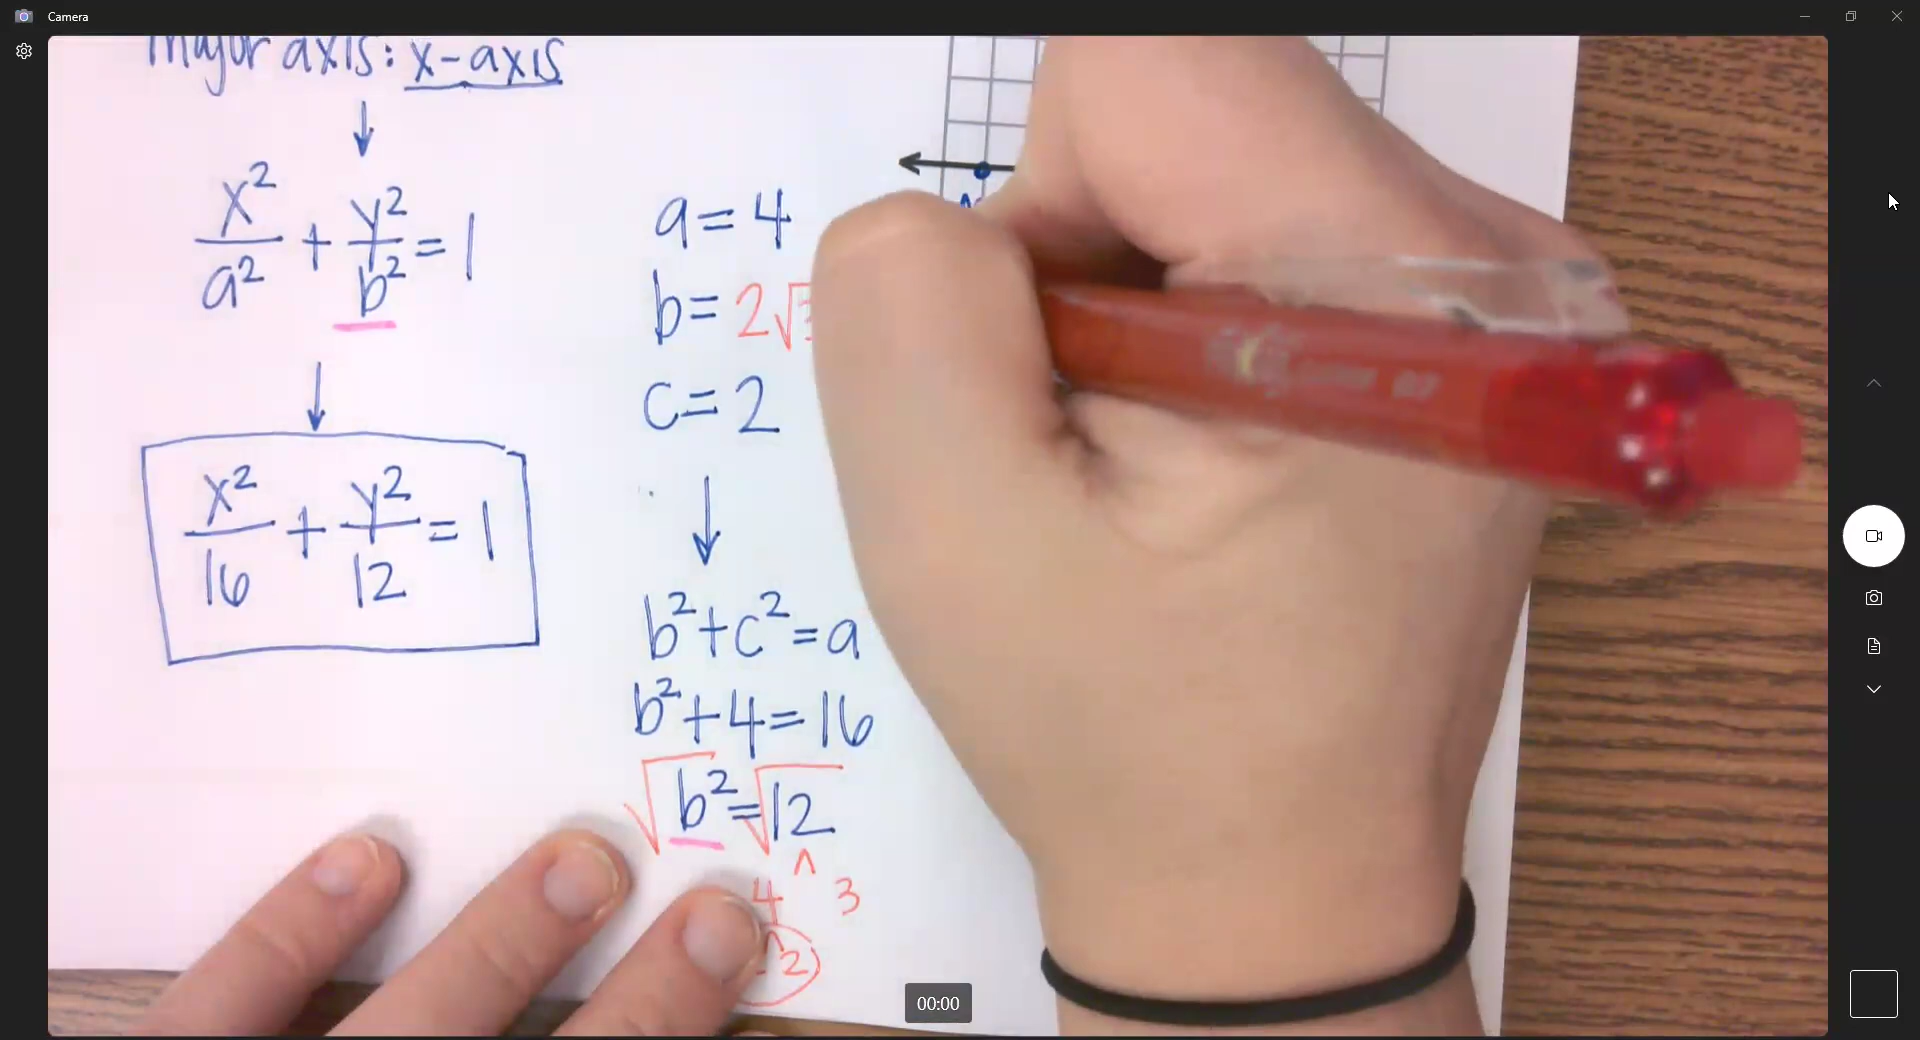 Camera
major axis: x-axis
x²/a² + y²/b² = 1
x²/16 + y²/12 = 1
a = 4
b = 2√
c = 2
b² + c² = a
b² + 4 = 16
√b² = √12
4 3
2
07
00:00